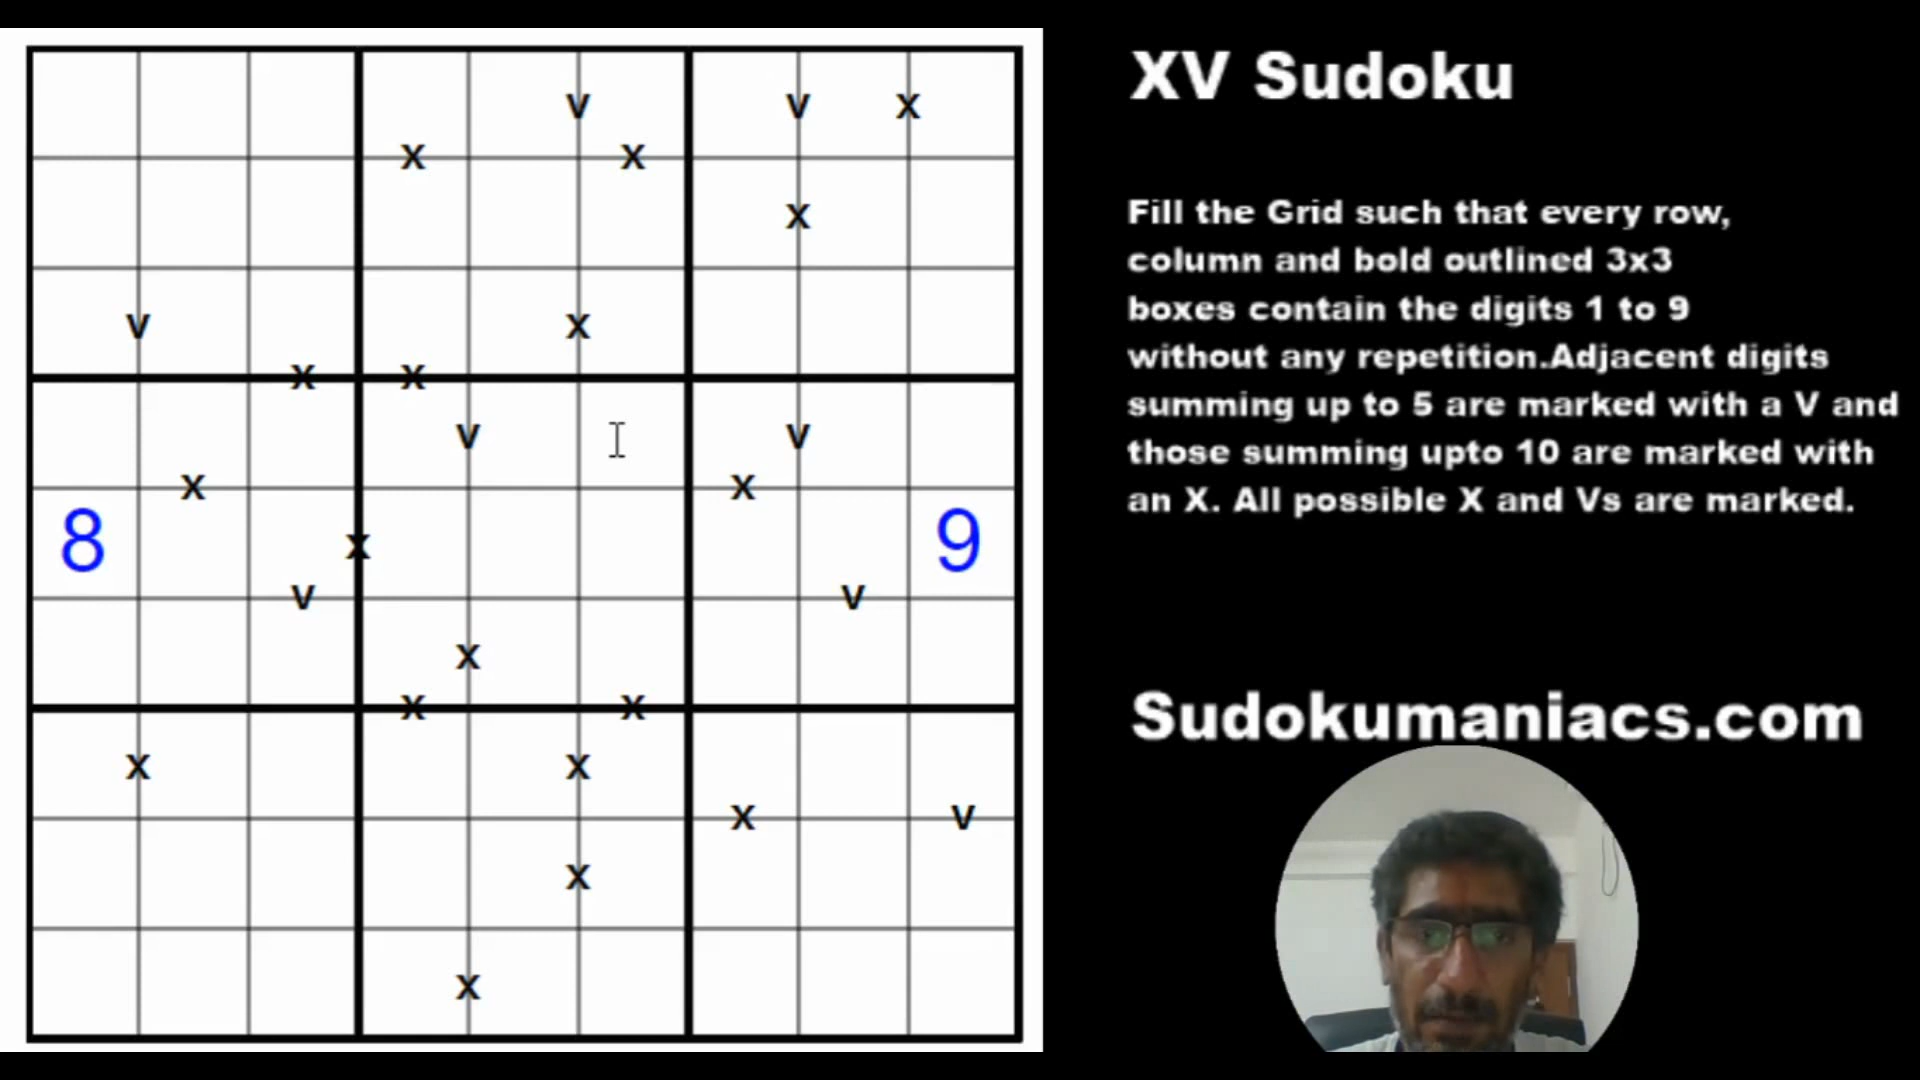 XV Sudoku
V V X
X X
X
Fill the Grid such that every row,
column and bold outlined 3x3
boxes contain the digits 1 to 9
without any repetition.Adjacent digits
summing up to 5 are marked with a V and
those summing upto 10 are marked with
an X. All possible X and Vs are marked.
V X
X X
V V
X X
8 X 9
V V
X
X X
Sudokumaniacs.com
X X
X V
X
X